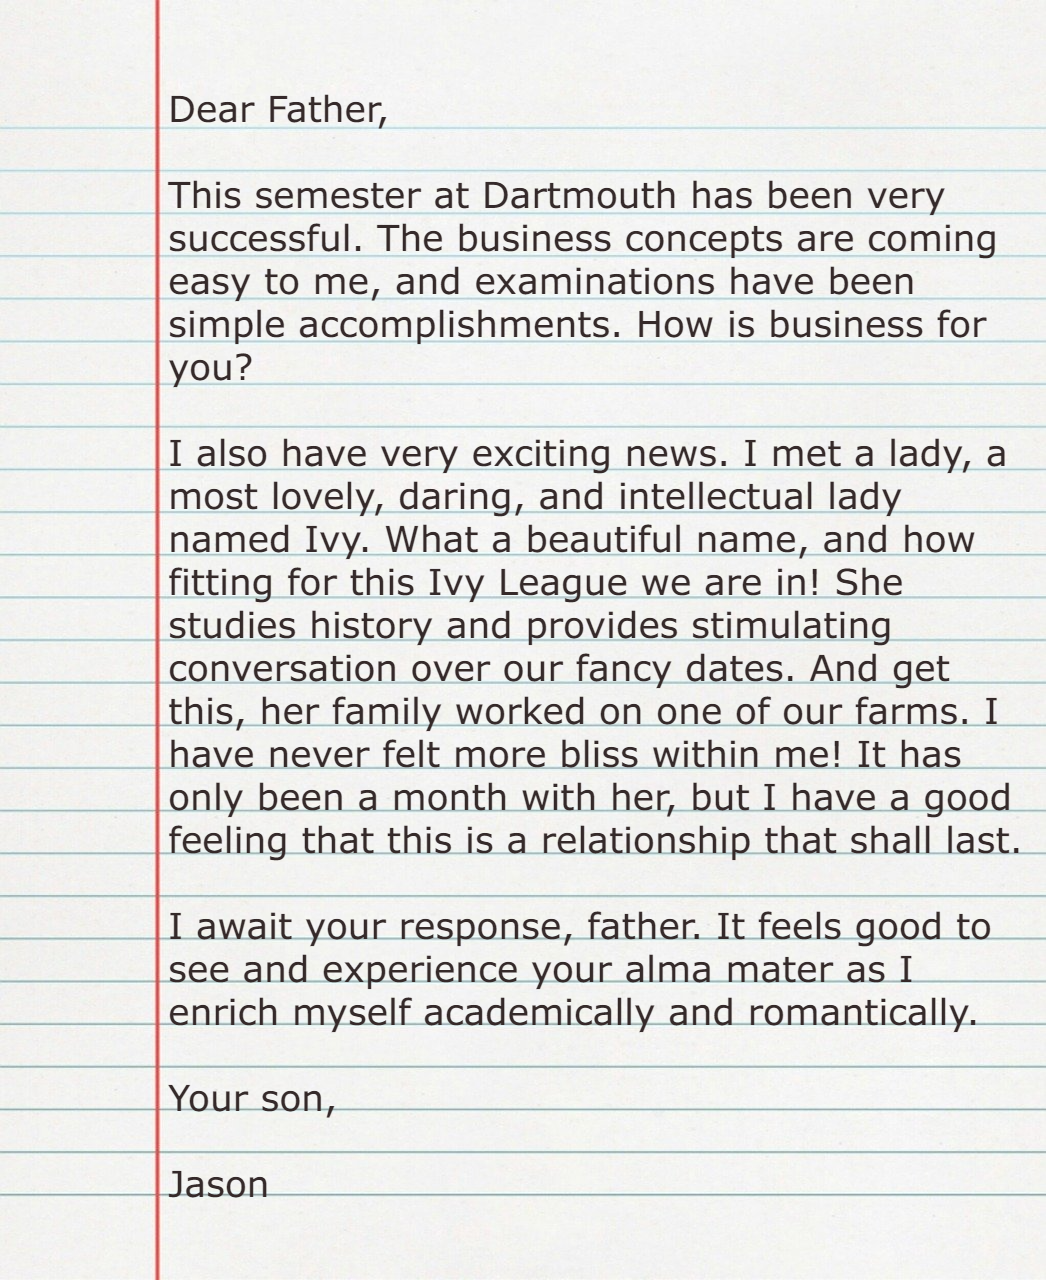 Dear Father,
This semester at Dartmouth has been very
successful. The business concepts are coming
easy to me, and examinations have been
simple accomplishments. How is business for
you?
I also have very exciting news. I met a lady, a
most lovely, daring, and intellectual lady
named Ivy. What a beautiful name, and how
fitting for this Ivy League we are in! She
studies history and provides stimulating
conversation over our fancy dates. And get
this, her family worked on one of our farms. I
have never felt more bliss within me! It has
only been a month with her, but I have a good
feeling that this is a relationship that shall last.
I await your response, father. It feels good to
see and experience your alma mater as I
enrich myself academically and romantically.
Your son,
Jason